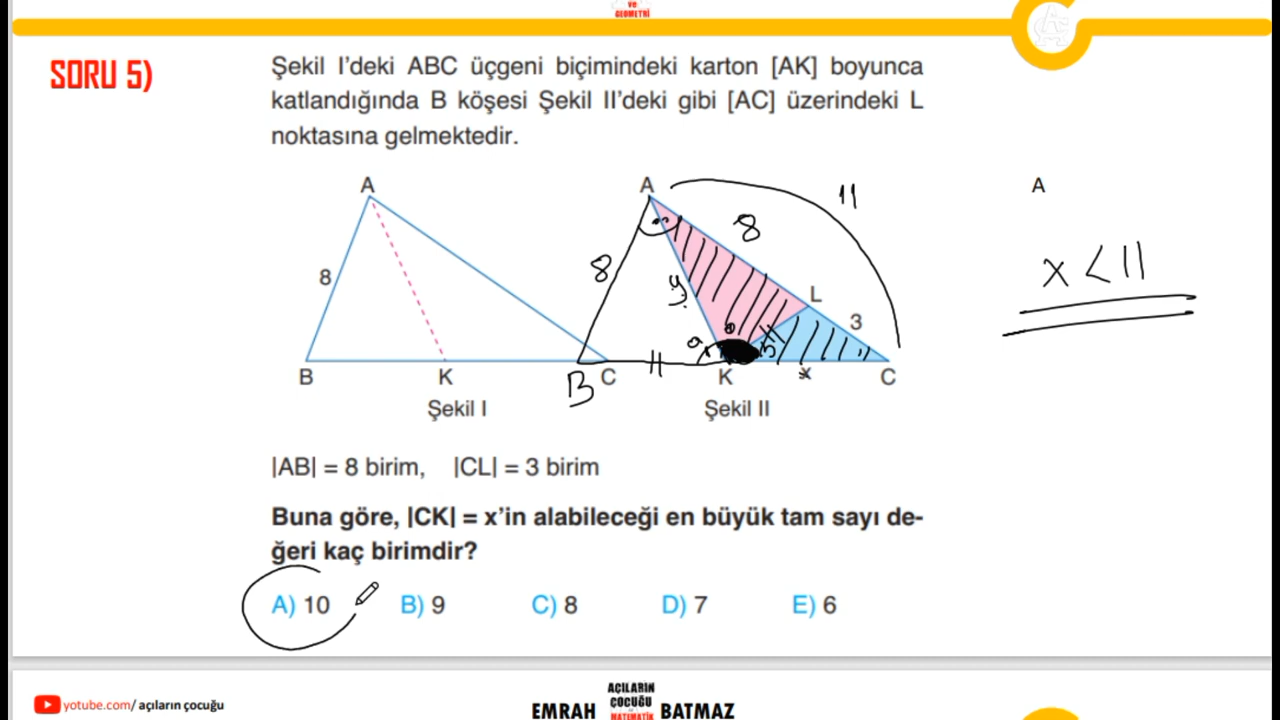 VE
GEOMETRİ
SORU 5)
Şekil I'deki ABC üçgeni biçimindeki karton [AK] boyunca
katlandığında B köşesi Şekil II'deki gibi [AC] üzerindeki L
noktasına gelmektedir.
A
8
B
K
C
Şekil I
A
11
8
8
y
L
3
B
K
x
C
Şekil II
A
x < 11
|AB| = 8 birim, |CL| = 3 birim
Buna göre, |CK| = x'in alabileceği en büyük tam sayı de-
ğeri kaç birimdir?
A) 10 B) 9 C) 8 D) 7 E) 6
yotube.com/ açıların çocuğu
EMRAH
AÇILARIN
ÇOCUĞU
MATEMATİK
BATMAZ